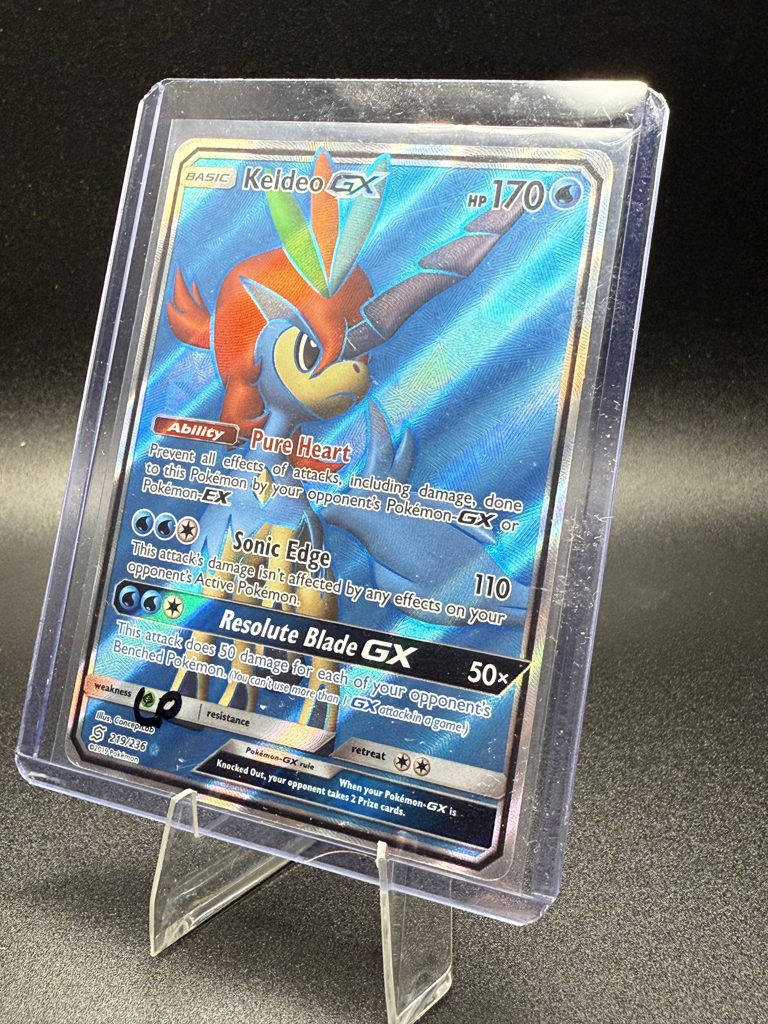 BASIC Keldeo GX HP 170
Ability Pure Heart
Prevent all effects of attacks, including damage, done
to this Pokémon by your opponent's Pokémon-GX or
Pokémon-EX.
Sonic Edge 110
This attack's damage isn't affected by any effects on your
opponent's Active Pokémon.
Resolute Blade GX 50×
This attack does 50 damage for each of your opponent's
Benched Pokémon. (You can't use more than 1 GX attack in a game.)
weakness resistance retreat
Illus. Conceptlab
219/236
©2019 Pokémon
Pokémon-GX rule
When your Pokémon-GX is
Knocked Out, your opponent takes 2 Prize cards.